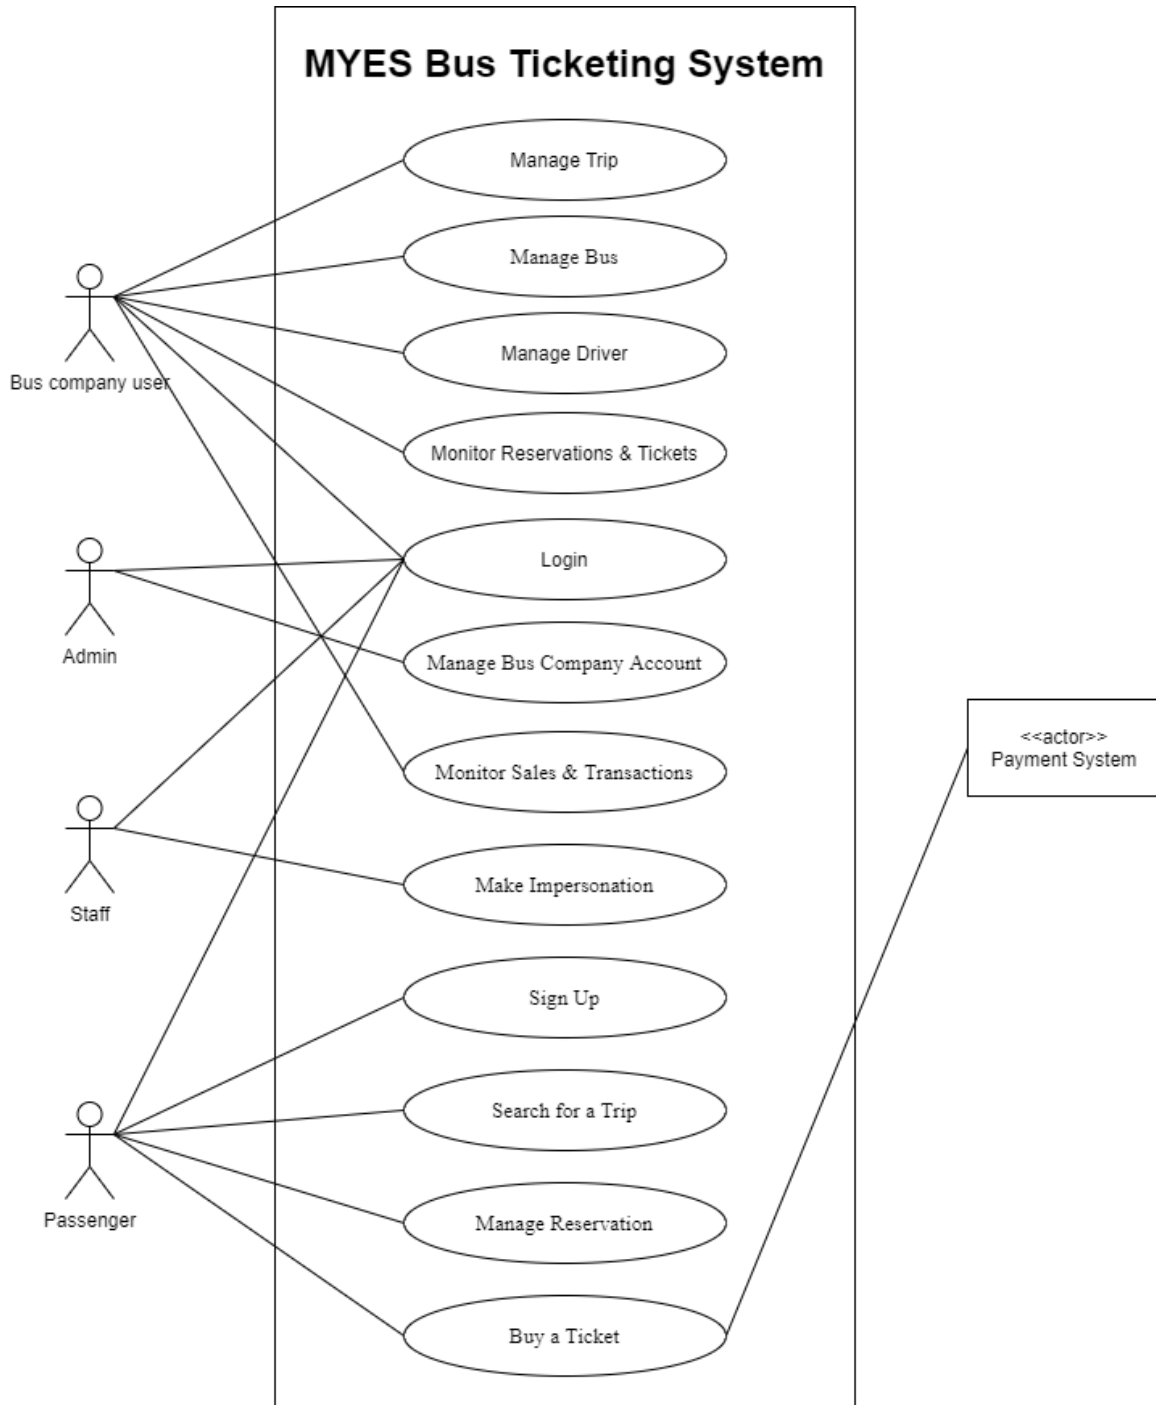 MYES Bus Ticketing System
Manage Trip
Manage Bus
Manage Driver
Bus company user
Monitor Reservations & Tickets
Login
Admin
Manage Bus Company Account
<<actor>>
Payment System
Monitor Sales & Transactions
Make Impersonation
Staff
Sign Up
Search for a Trip
Passenger
Manage Reservation
Buy a Ticket